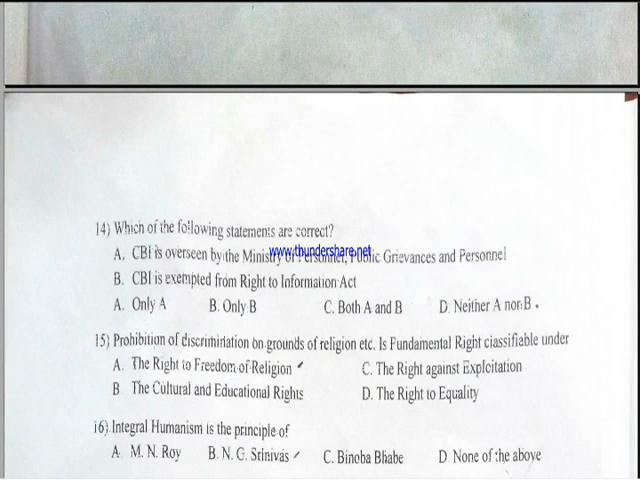 14) Which of the following statements are correct?
A. CBI is overseen by the Ministry of Personnel, Public Grievances and Personnel
www.thundershare.net
B. CBI is exempted from Right to Information Act
A. Only A B. Only B C. Both A and B D. Neither A nor B .
15) Prohibition of discrimination on grounds of religion etc. Is Fundamental Right classifiable under
A. The Right to Freedom of Religion C. The Right against Exploitation
B The Cultural and Educational Rights D. The Right to Equality
16) Integral Humanism is the principle of
A. M. N. Roy B. N. G. Srinivas C. Binoba Bhabe D None of the above